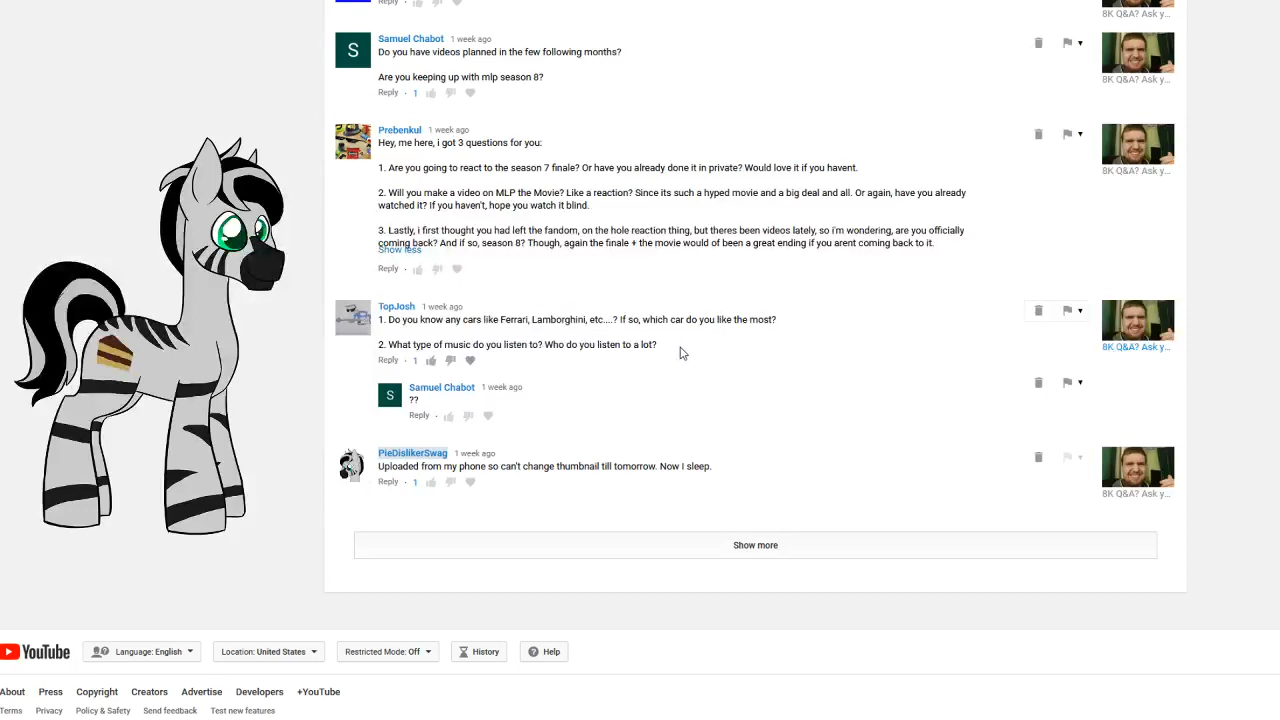 Reply
8K Q&A? Ask y...
S
Samuel Chabot 1 week ago
Do you have videos planned in the few following months?
Are you keeping up with mlp season 8?
Reply · 1
8K Q&A? Ask y...
Prebenkul 1 week ago
Hey, me here, i got 3 questions for you:
1. Are you going to react to the season 7 finale? Or have you already done it in private? Would love it if you havent.
2. Will you make a video on MLP the Movie? Like a reaction? Since its such a hyped movie and a big deal and all. Or again, have you already
watched it? If you haven't, hope you watch it blind.
3. Lastly, i first thought you had left the fandom, on the hole reaction thing, but theres been videos lately, so i'm wondering, are you officially
coming back? And if so, season 8? Though, again the finale + the movie would of been a great ending if you arent coming back to it.
Show less
Reply
8K Q&A? Ask y...
TopJosh 1 week ago
1. Do you know any cars like Ferrari, Lamborghini, etc....? If so, which car do you like the most?
2. What type of music do you listen to? Who do you listen to a lot?
Reply · 1
8K Q&A? Ask y...
S
Samuel Chabot 1 week ago
??
Reply ·
PieDislikerSwag 1 week ago
Uploaded from my phone so can't change thumbnail till tomorrow. Now I sleep.
Reply · 1
8K Q&A? Ask y...
Show more
YouTube Language: English Location: United States Restricted Mode: Off History Help
About Press Copyright Creators Advertise Developers +YouTube
Terms Privacy Policy & Safety Send feedback Test new features